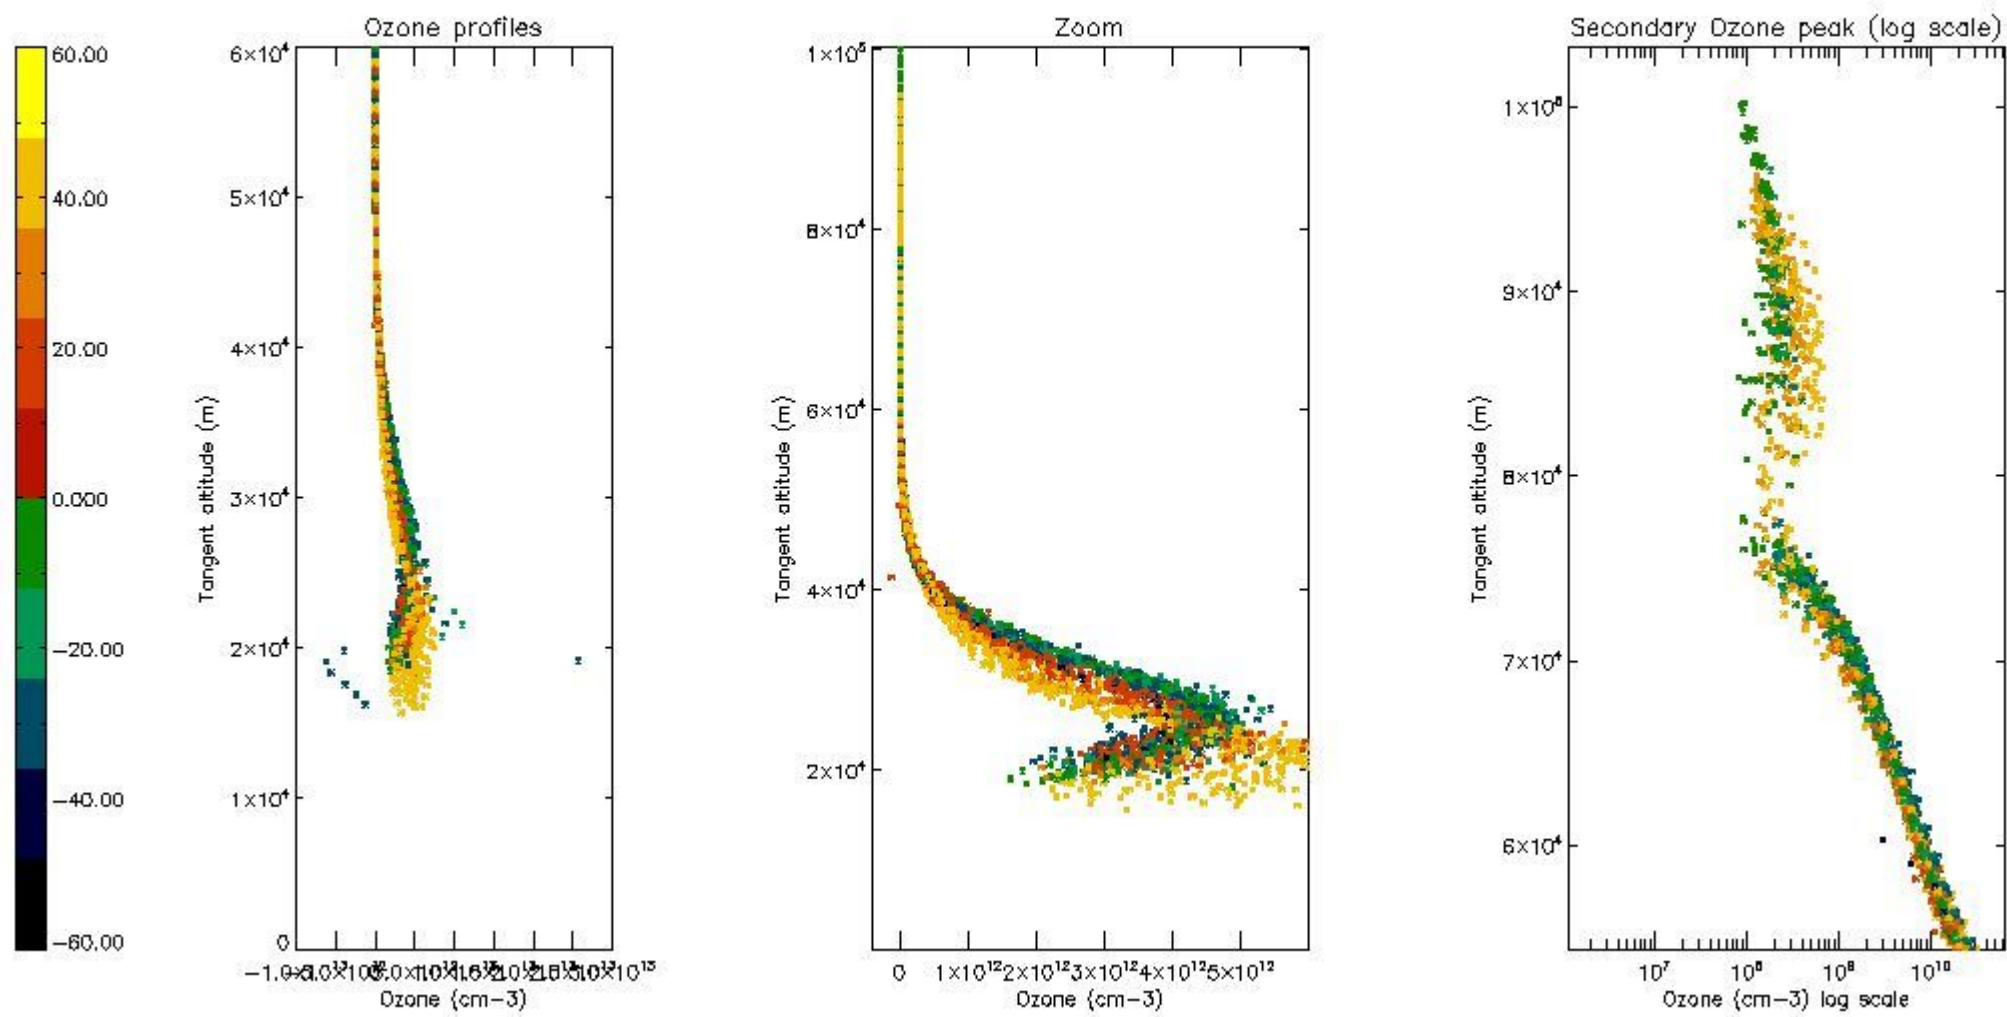 Ozone profiles
Zoom
Secondary Ozone peak (log scale)
60.00
40.00
20.00
0.000
−20.00
−40.00
−60.00
6×10⁴
5×10⁴
4×10⁴
3×10⁴
2×10⁴
1×10⁴
0
Tangent altitude (m)
Ozone (cm−3)
1×10⁵
8×10⁴
6×10⁴
4×10⁴
2×10⁴
Tangent altitude (m)
0 1×10¹² 2×10¹² 3×10¹² 4×10¹² 5×10¹²
Ozone (cm−3)
1×10⁵
9×10⁴
8×10⁴
7×10⁴
6×10⁴
Tangent altitude (m)
10⁷ 10⁸ 10⁹ 10¹⁰
Ozone (cm−3) log scale